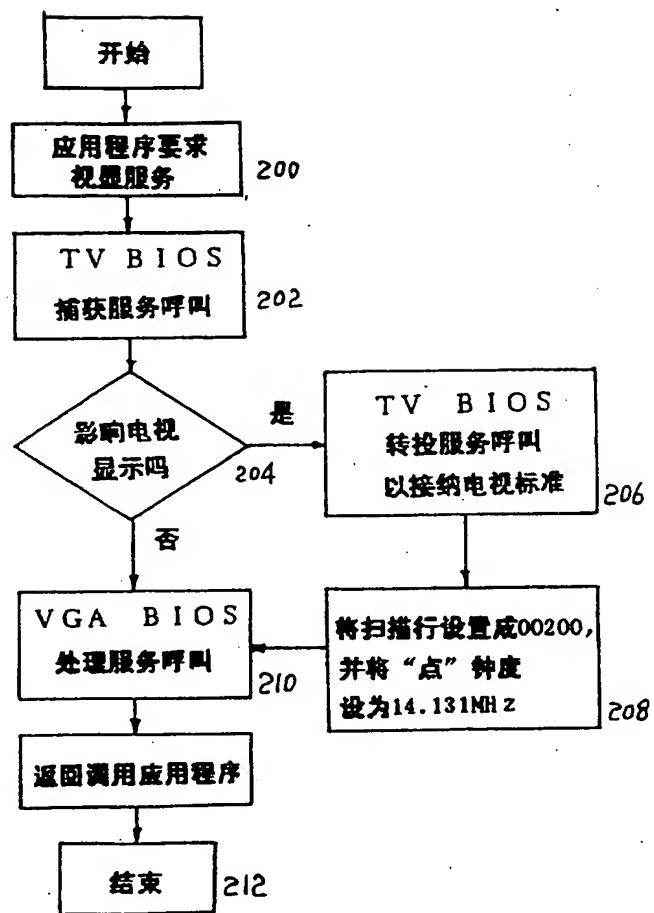 开始
应用程序要求
视显服务
200
TV BIOS
捕获服务呼叫
202
影响电视
显示吗
204
是
否
TV BIOS
转投服务呼叫
以接纳电视标准
206
将扫描行设置成00200,
并将“点”钟度
设为14.131MHz
208
VGA BIOS
处理服务呼叫
210
返回调用应用程序
结束
212